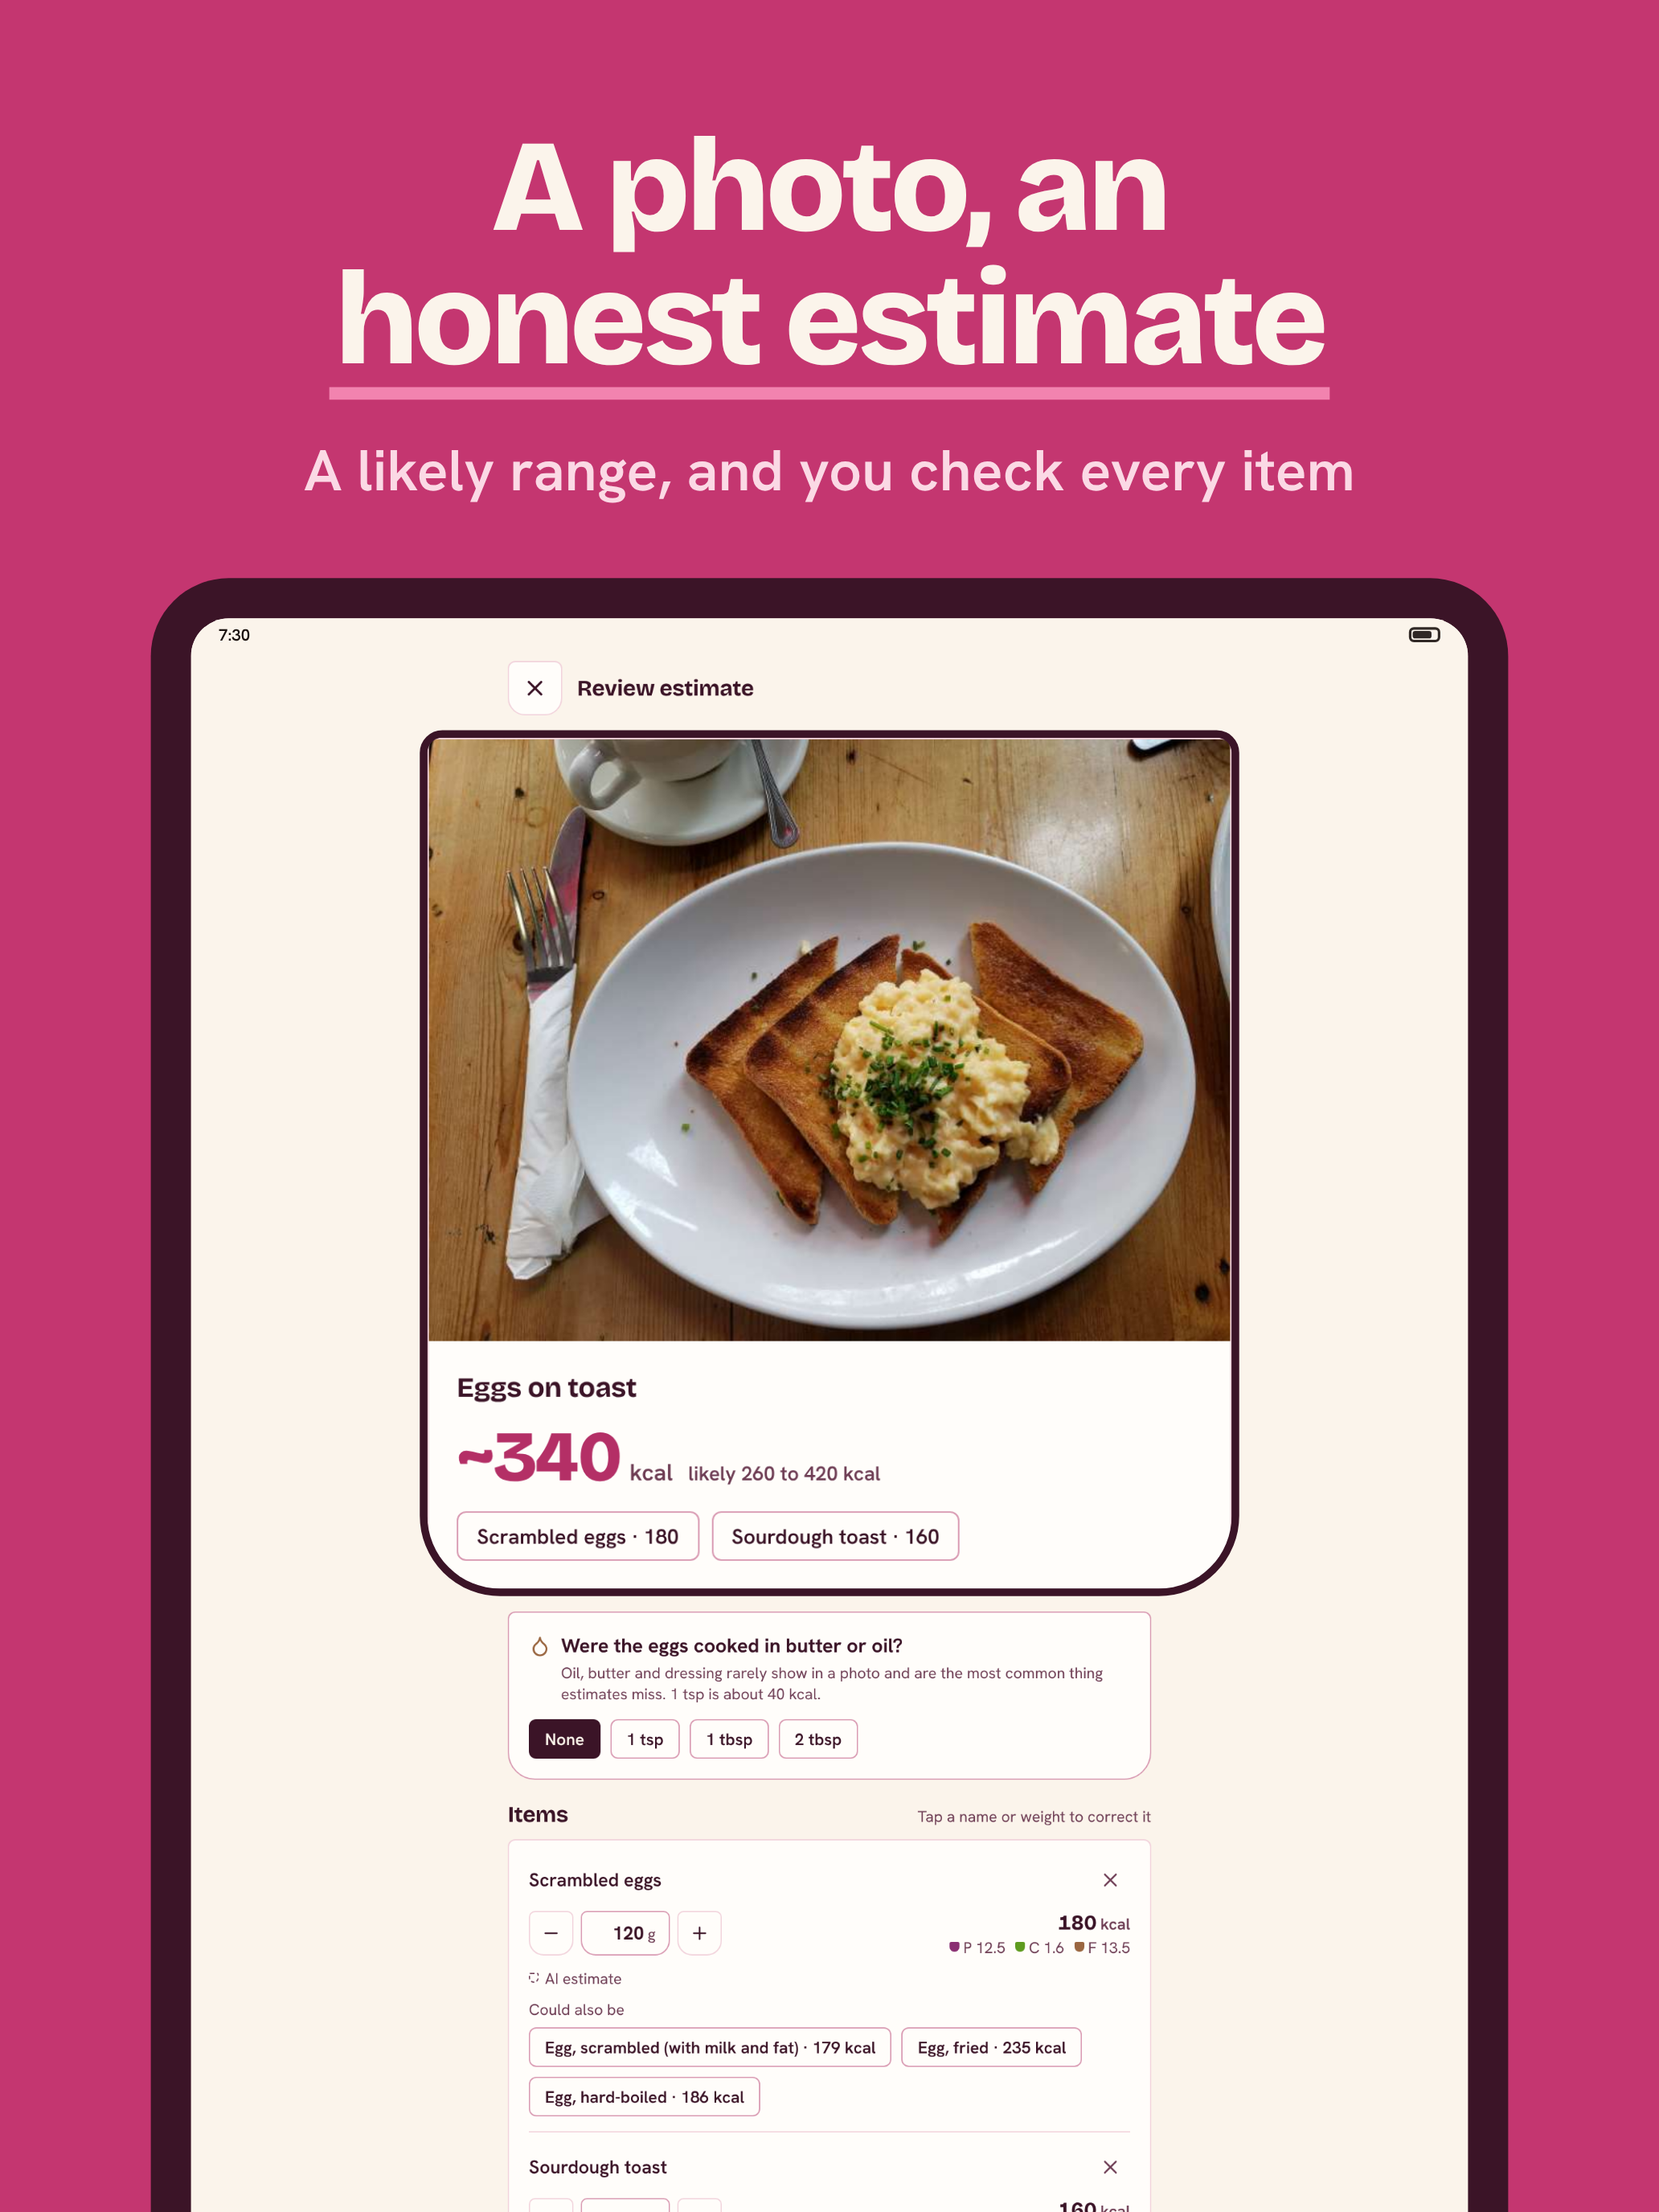 A photo, an
honest estimate
A likely range, and you check every item
7:30
Review estimate
Eggs on toast
~340 kcal likely 260 to 420 kcal
Scrambled eggs · 180 Sourdough toast · 160
Were the eggs cooked in butter or oil?
Oil, butter and dressing rarely show in a photo and are the most common thing
estimates miss. 1 tsp is about 40 kcal.
None 1 tsp 1 tbsp 2 tbsp
Items Tap a name or weight to correct it
Scrambled eggs
120 g 180 kcal
P 12.5 C 1.6 F 13.5
AI estimate
Could also be
Egg, scrambled (with milk and fat) · 179 kcal Egg, fried · 235 kcal
Egg, hard-boiled · 186 kcal
Sourdough toast
160 kcal